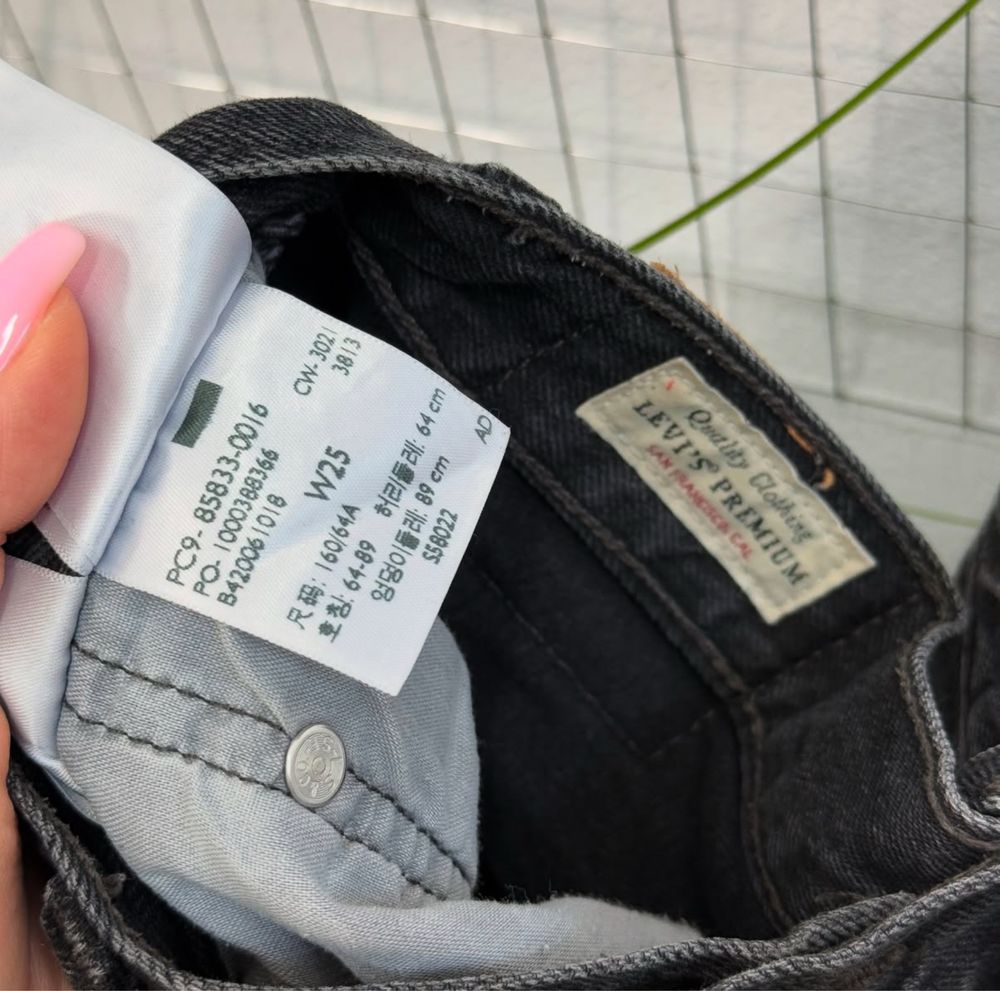 CW- 3021
3813
PC9- 85833-0016
PO- 1000388366
B420061018
W25
尺码: 160/64A
호칭: 64-89
허리둘레: 64 cm
엉덩이둘레: 89 cm
S58022
AD
Quality Clothing
LEVI'S® PREMIUM
SAN FRANCISCO, CAL